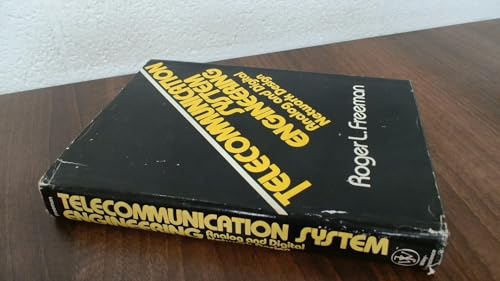 TELECOMMUNICATION
SYSTEM
ENGINEERING
Analog and Digital
Network Design
Roger L. Freeman
TELECOMMUNICATION SYSTEM
ENGINEERING Analog and Digital